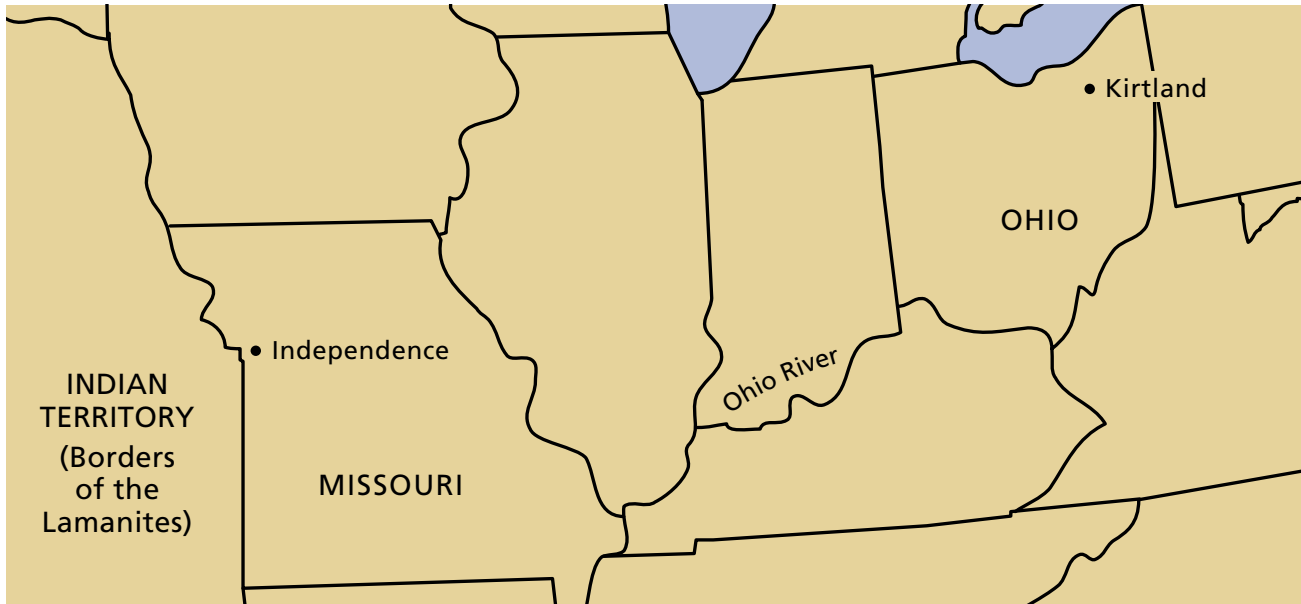 Kirtland
OHIO
Independence
Ohio River
INDIAN
TERRITORY
(Borders
of the
Lamanites)
MISSOURI